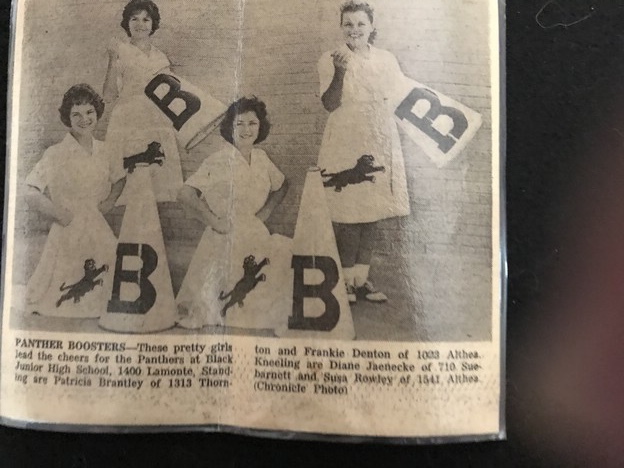 B
B
B
B
PANTHER BOOSTERS—These pretty girls
lead the cheers for the Panthers at Black
Junior High School, 1400 Lamonte. Stand-
ing are Patricia Brantley of 1313 Thorn-
ton and Frankie Denton of 1023 Althea.
Kneeling are Diane Jaenecke of 710 Sue-
barnett and Susa Rowley of 1541 Althea.
(Chronicle Photo)